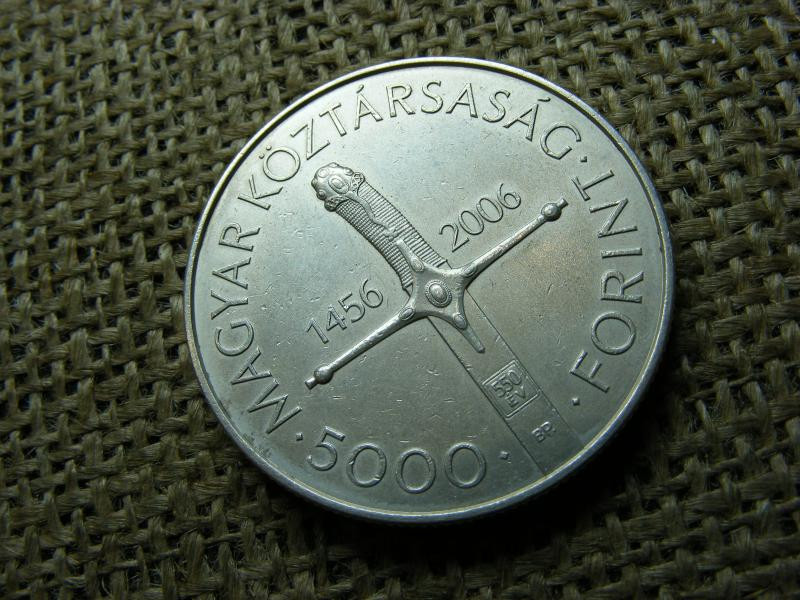 MAGYAR KÖZTÁRSASÁG · FORINT · 5000 ·
1456
2006
550
ÉV
BP.